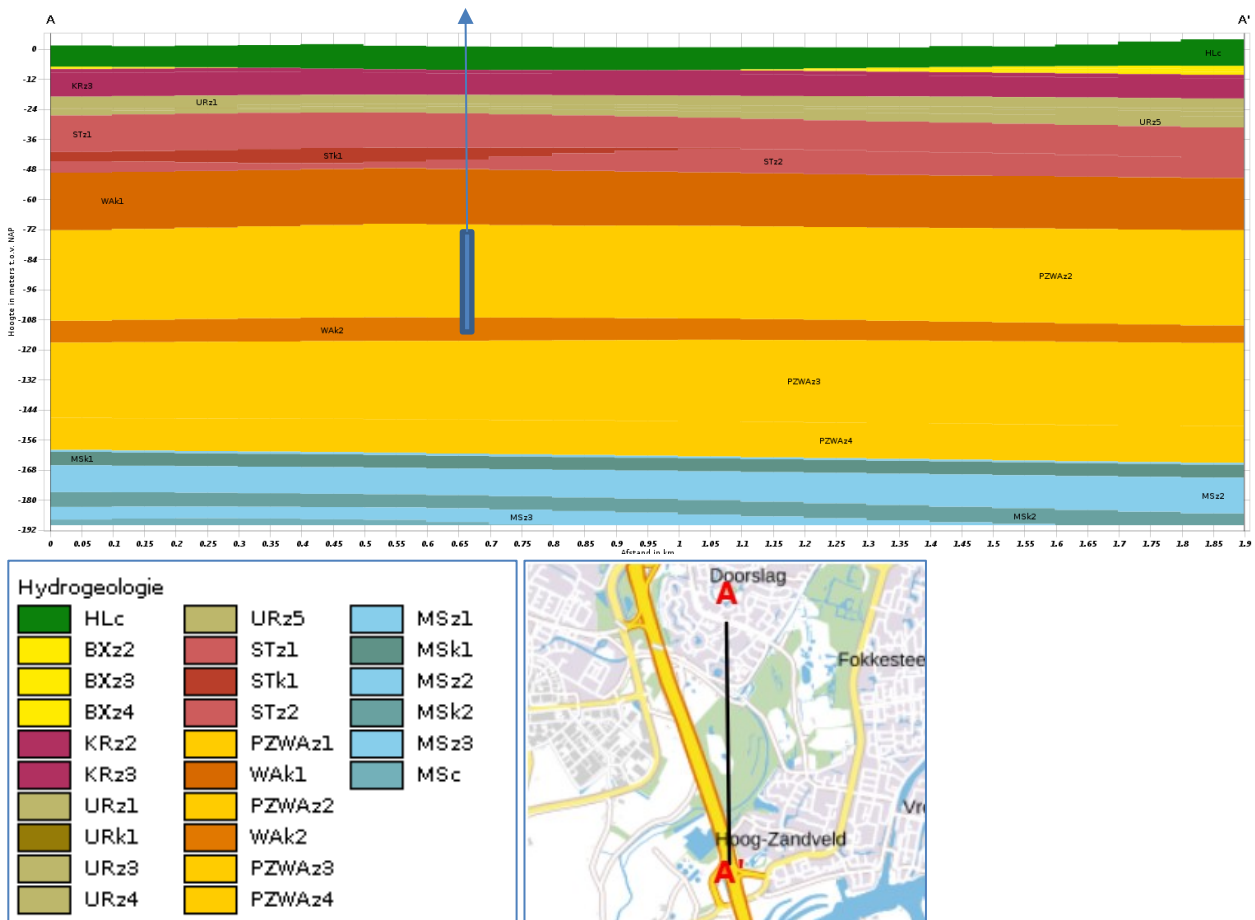 A A'
HLc
KRz3
URz1
URz5
STz1
STk1
STz2
WAk1
PZWAz2
WAk2
PZWAz3
PZWAz4
MSk1
MSz2
MSz3
MSk2
Hoogte in meters t.o.v. NAP
0
-12
-24
-36
-48
-60
-72
-84
-96
-108
-120
-132
-144
-156
-168
-180
-192
0 0.05 0.1 0.15 0.2 0.25 0.3 0.35 0.4 0.45 0.5 0.55 0.6 0.65 0.7 0.75 0.8 0.85 0.9 0.95 1 1.05 1.1 1.15 1.2 1.25 1.3 1.35 1.4 1.45 1.5 1.55 1.6 1.65 1.7 1.75 1.8 1.85 1.9
Afstand in km
Hydrogeologie
HLc
BXz2
BXz3
BXz4
KRz2
KRz3
URz1
URk1
URz3
URz4
URz5
STz1
STk1
STz2
PZWAz1
WAk1
PZWAz2
WAk2
PZWAz3
PZWAz4
MSz1
MSk1
MSz2
MSk2
MSz3
MSc
Doorslag
A
Fokkestee
Vre
Hoog-Zandveld
A'